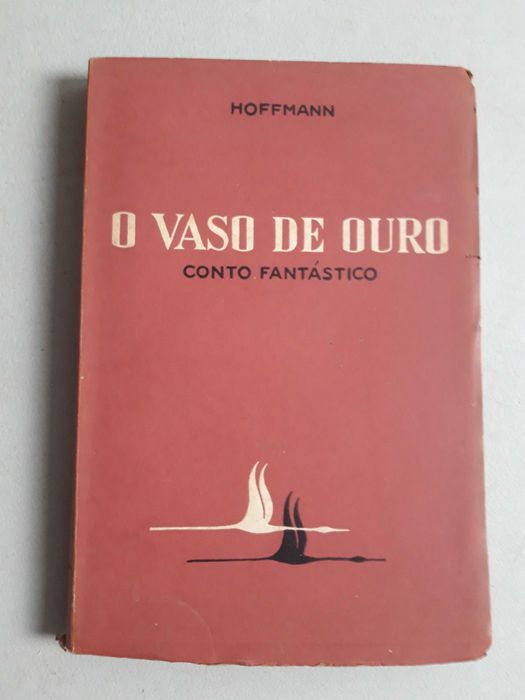 HOFFMANN
O VASO DE OURO
CONTO FANTÁSTICO